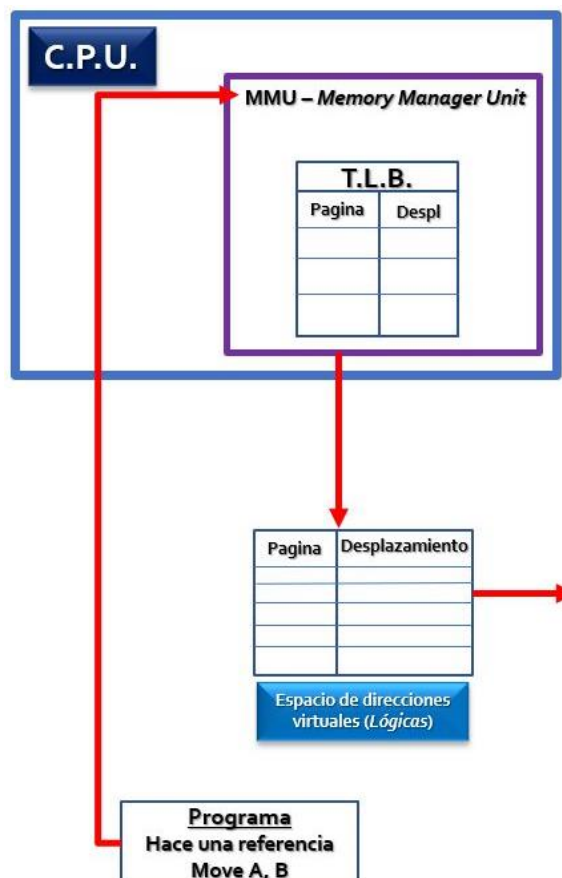 C.P.U.
MMU – Memory Manager Unit
T.L.B.
Pagina Despl
Pagina Desplazamiento
Espacio de direcciones
virtuales (Lógicas)
Programa
Hace una referencia
Move A, B